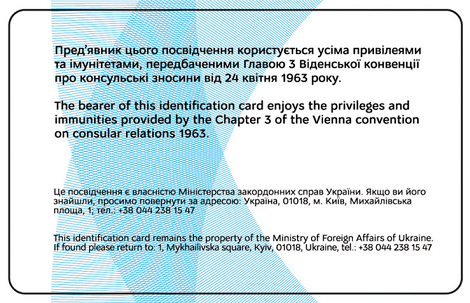 Пред'явник цього посвідчення користується усіма привілеями
та імунітетами, передбаченими Главою 3 Віденської конвенції
про консульські зносини від 24 квітня 1963 року.
The bearer of this identification card enjoys the privileges and
immunities provided by the Chapter 3 of the Vienna convention
on consular relations 1963.
Це посвідчення є власністю Міністерства закордонних справ України. Якщо ви його
знайшли, просимо повернути за адресою: Україна, 01018, м. Київ, Михайлівська
площа, 1; тел.: +38 044 238 15 47
This identification card remains the property of the Ministry of Foreign Affairs of Ukraine.
If found please return to: 1, Mykhailivska square, Kyiv, 01018, Ukraine, tel.: +38 044 238 15 47